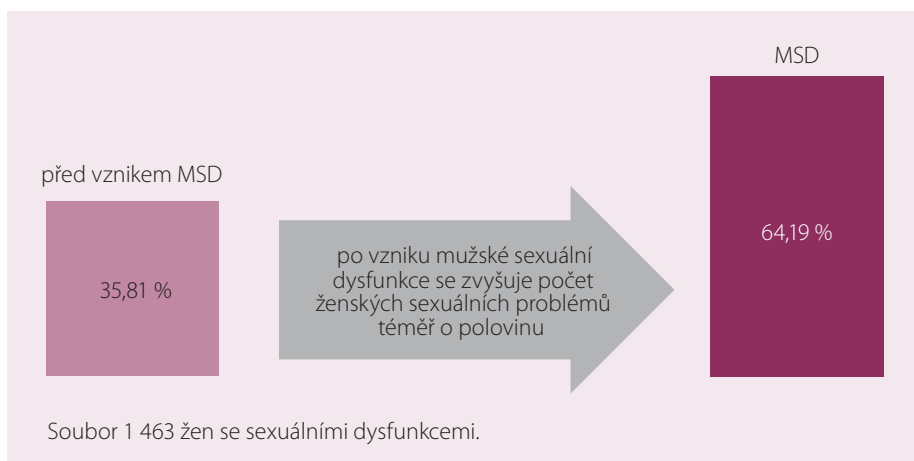 MSD
před vznikem MSD
64,19 %
35,81 %
po vzniku mužské sexuální
dysfunkce se zvyšuje počet
ženských sexuálních problémů
téměř o polovinu
Soubor 1 463 žen se sexuálními dysfunkcemi.